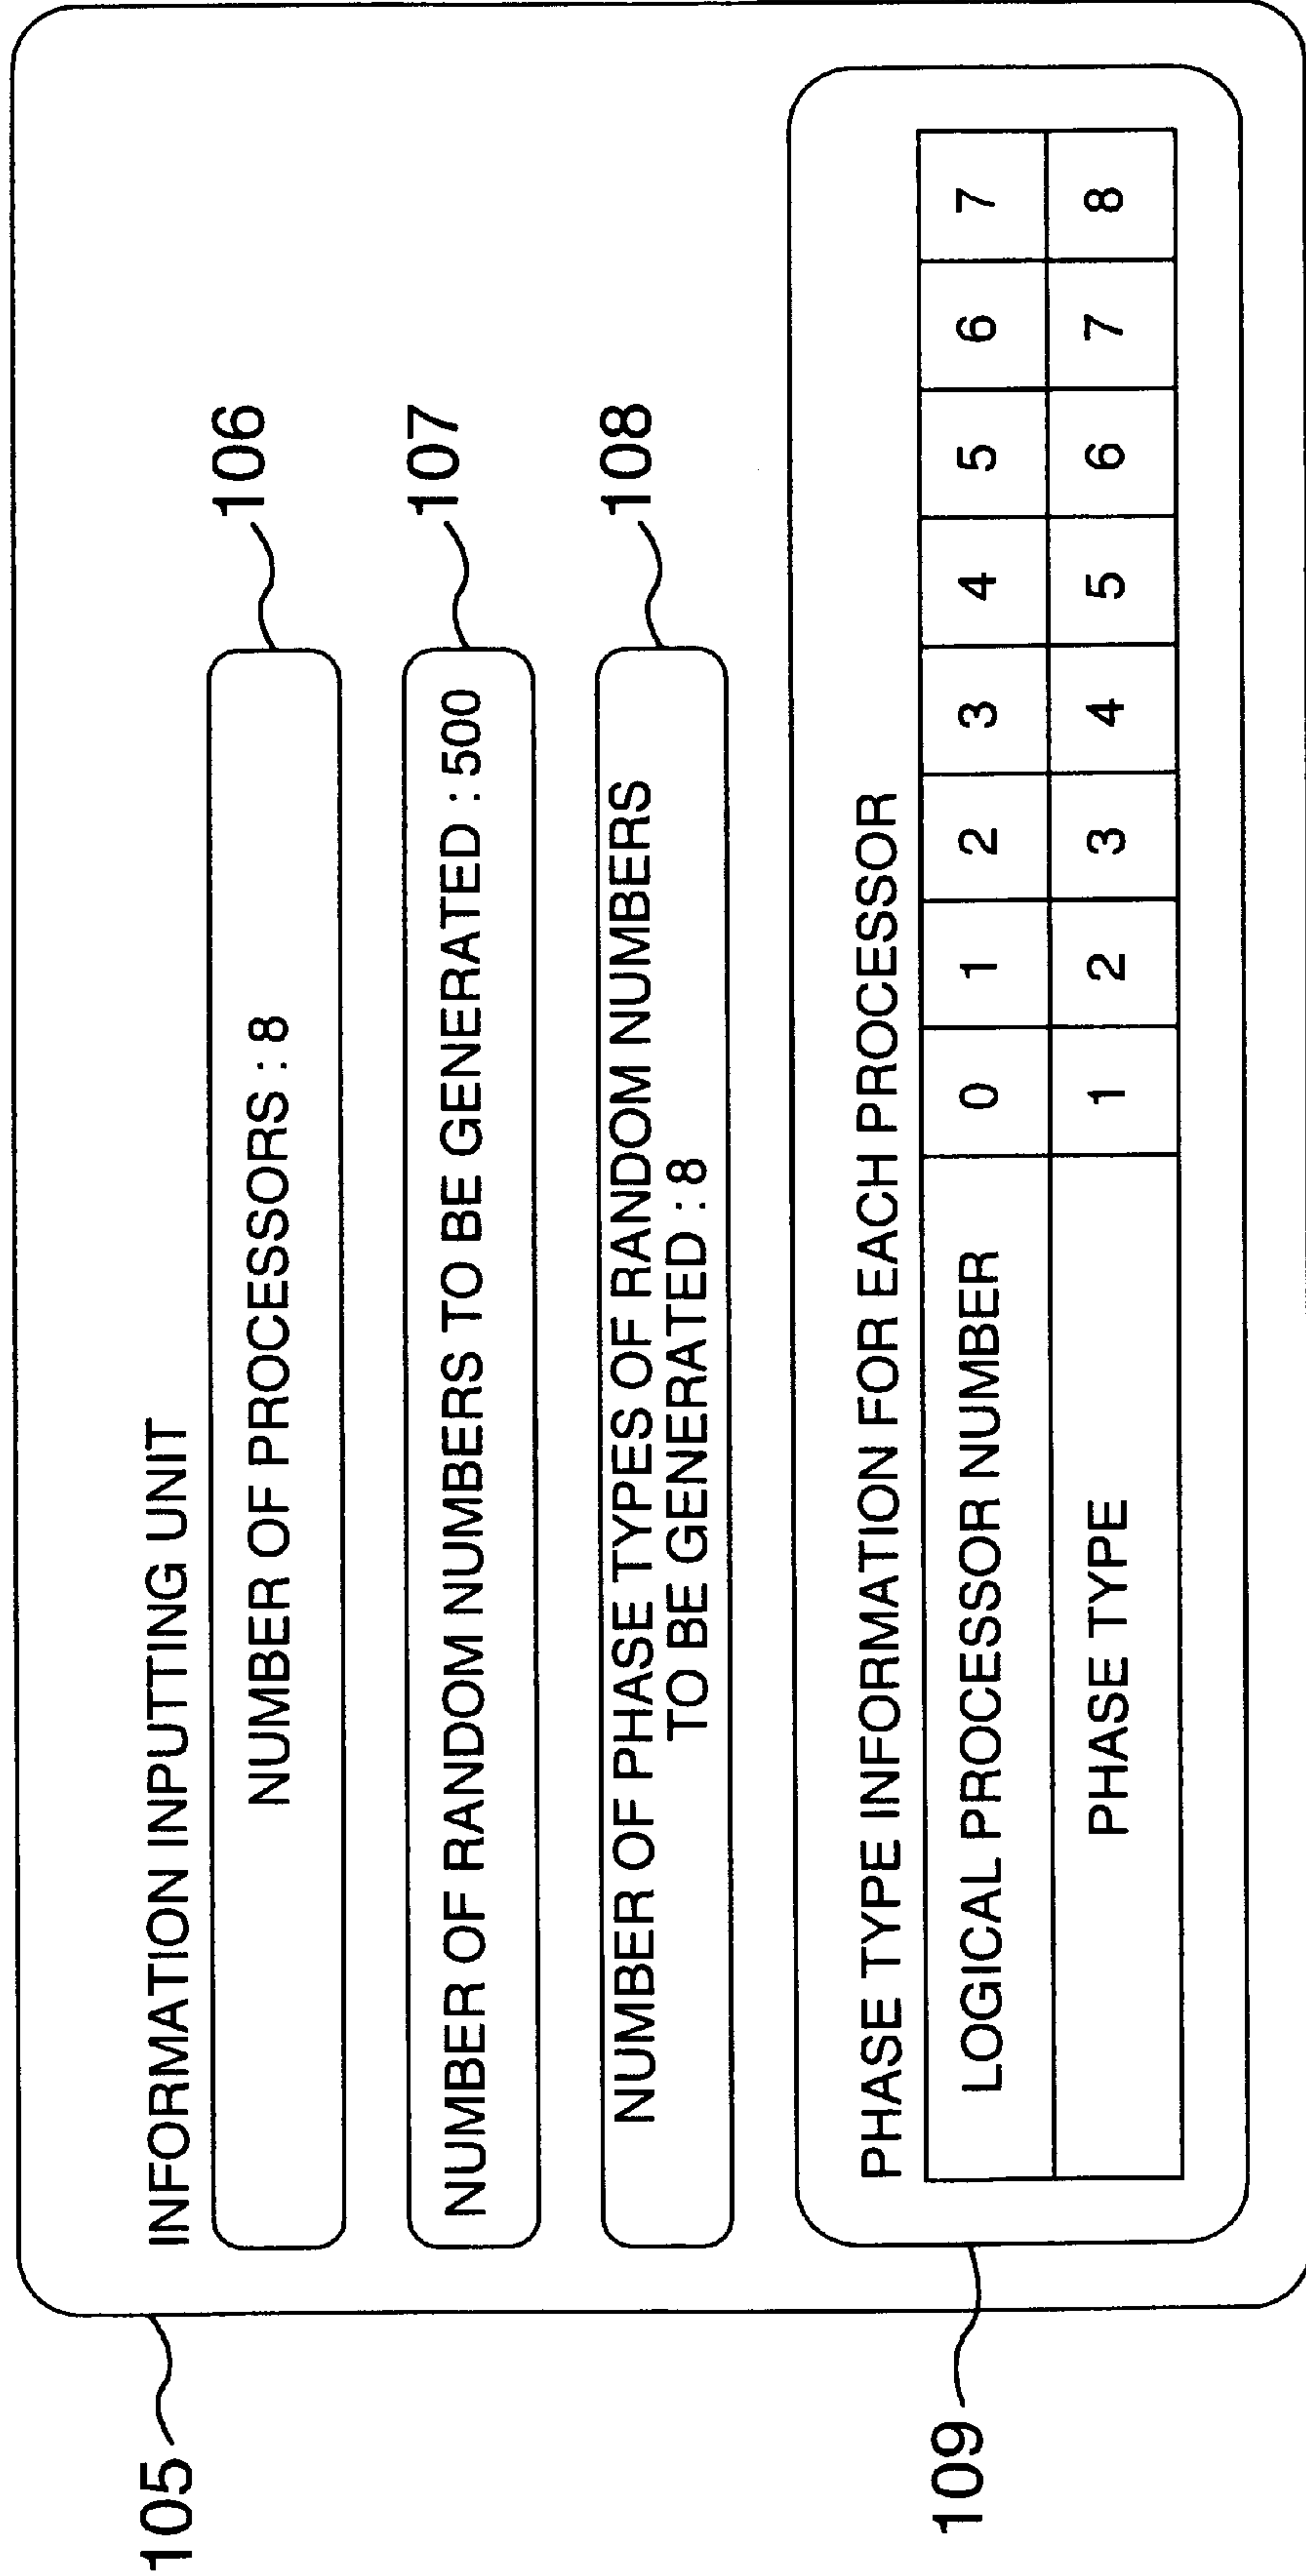 105
INFORMATION INPUTTING UNIT
NUMBER OF PROCESSORS : 8
106
NUMBER OF RANDOM NUMBERS TO BE GENERATED : 500
107
NUMBER OF PHASE TYPES OF RANDOM NUMBERS
TO BE GENERATED : 8
108
109
PHASE TYPE INFORMATION FOR EACH PROCESSOR
LOGICAL PROCESSOR NUMBER 0 1 2 3 4 5 6 7
PHASE TYPE 1 2 3 4 5 6 7 8